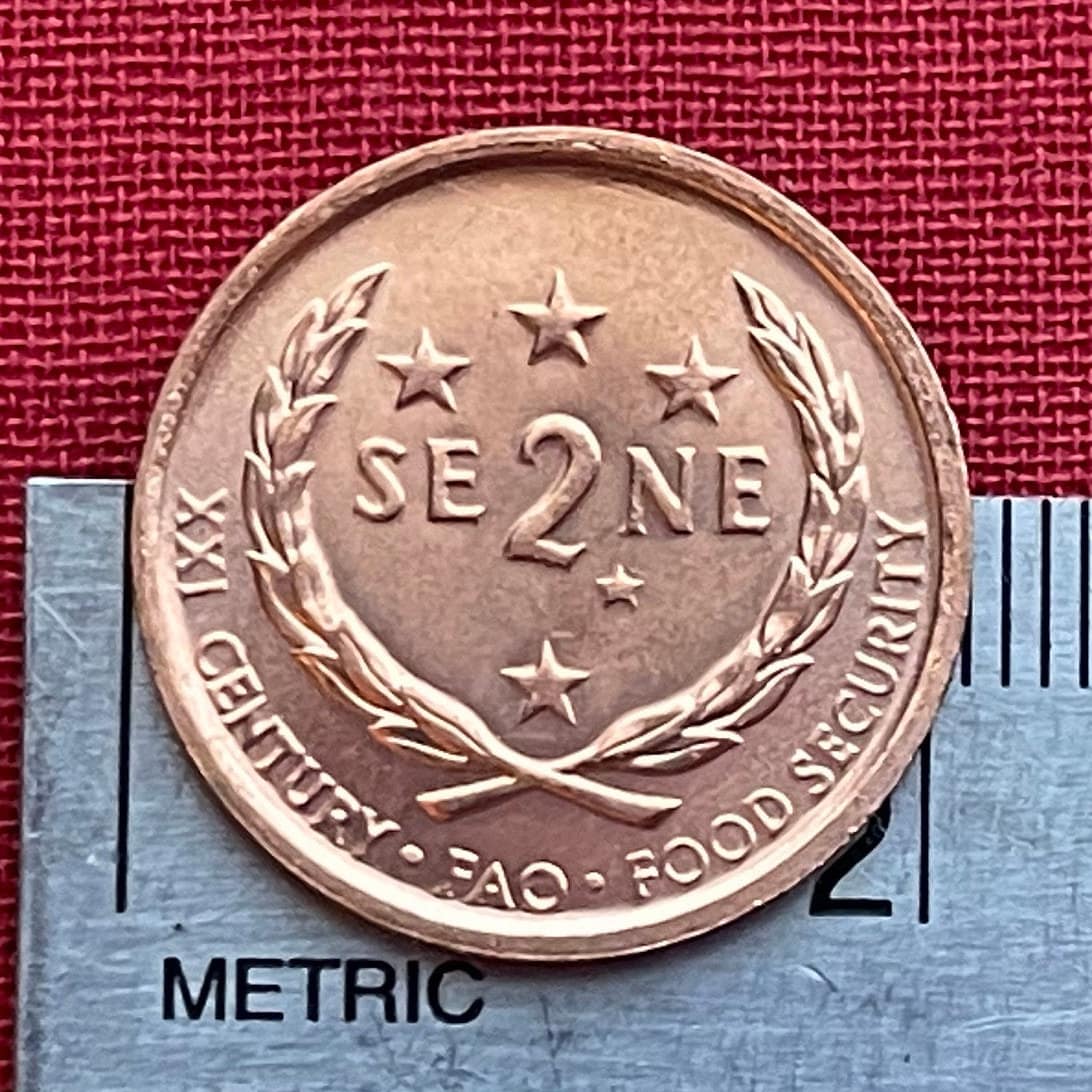 SE 2 NE
XXI CENTURY • FAO • FOOD SECURITY
2
METRIC